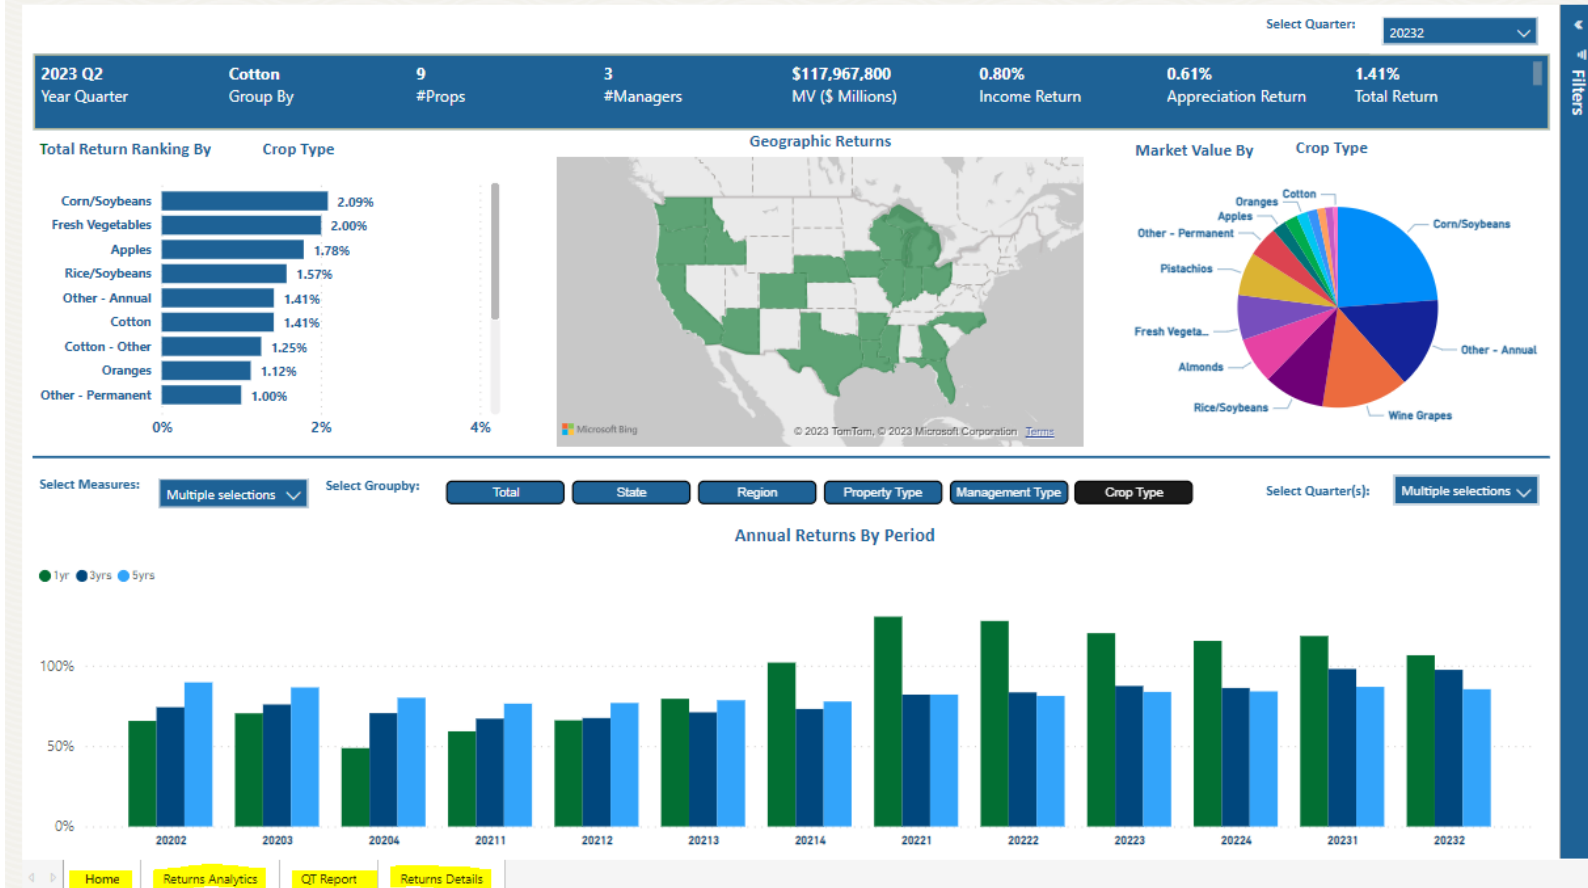 Select Quarter:
20232
Filters
2023 Q2 Cotton 9 3 $117,967,800 0.80% 0.61% 1.41%
Year Quarter Group By #Props #Managers MV ($ Millions) Income Return Appreciation Return Total Return
Total Return Ranking By Crop Type
Corn/Soybeans 2.09%
Fresh Vegetables 2.00%
Apples 1.78%
Rice/Soybeans 1.57%
Other - Annual 1.41%
Cotton 1.41%
Cotton - Other 1.25%
Oranges 1.12%
Other - Permanent 1.00%
0% 2% 4%
Geographic Returns
Microsoft Bing
© 2023 TomTom, © 2023 Microsoft Corporation Terms
Market Value By Crop Type
Cotton
Oranges
Apples
Other - Permanent
Pistachios
Fresh Vegeta...
Almonds
Rice/Soybeans
Corn/Soybeans
Other - Annual
Wine Grapes
Select Measures: Multiple selections
Select Groupby: Total State Region Property Type Management Type Crop Type
Select Quarter(s): Multiple selections
Annual Returns By Period
1yr 3yrs 5yrs
100%
50%
0%
20202 20203 20204 20211 20212 20213 20214 20221 20222 20223 20224 20231 20232
Home Returns Analytics QT Report Returns Details